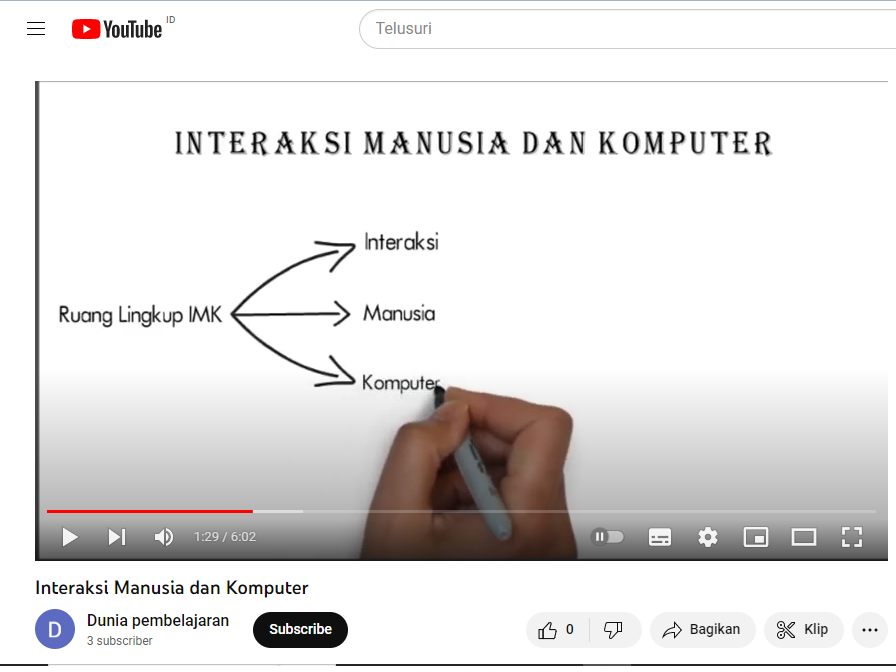 YouTube ID
Telusuri
INTERAKSI MANUSIA DAN KOMPUTER
Interaksi
Ruang Lingkup IMK
Manusia
Komputer
1:29 / 6:02
Interaksi Manusia dan Komputer
D
Dunia pembelajaran
3 subscriber
Subscribe
0
Bagikan
Klip